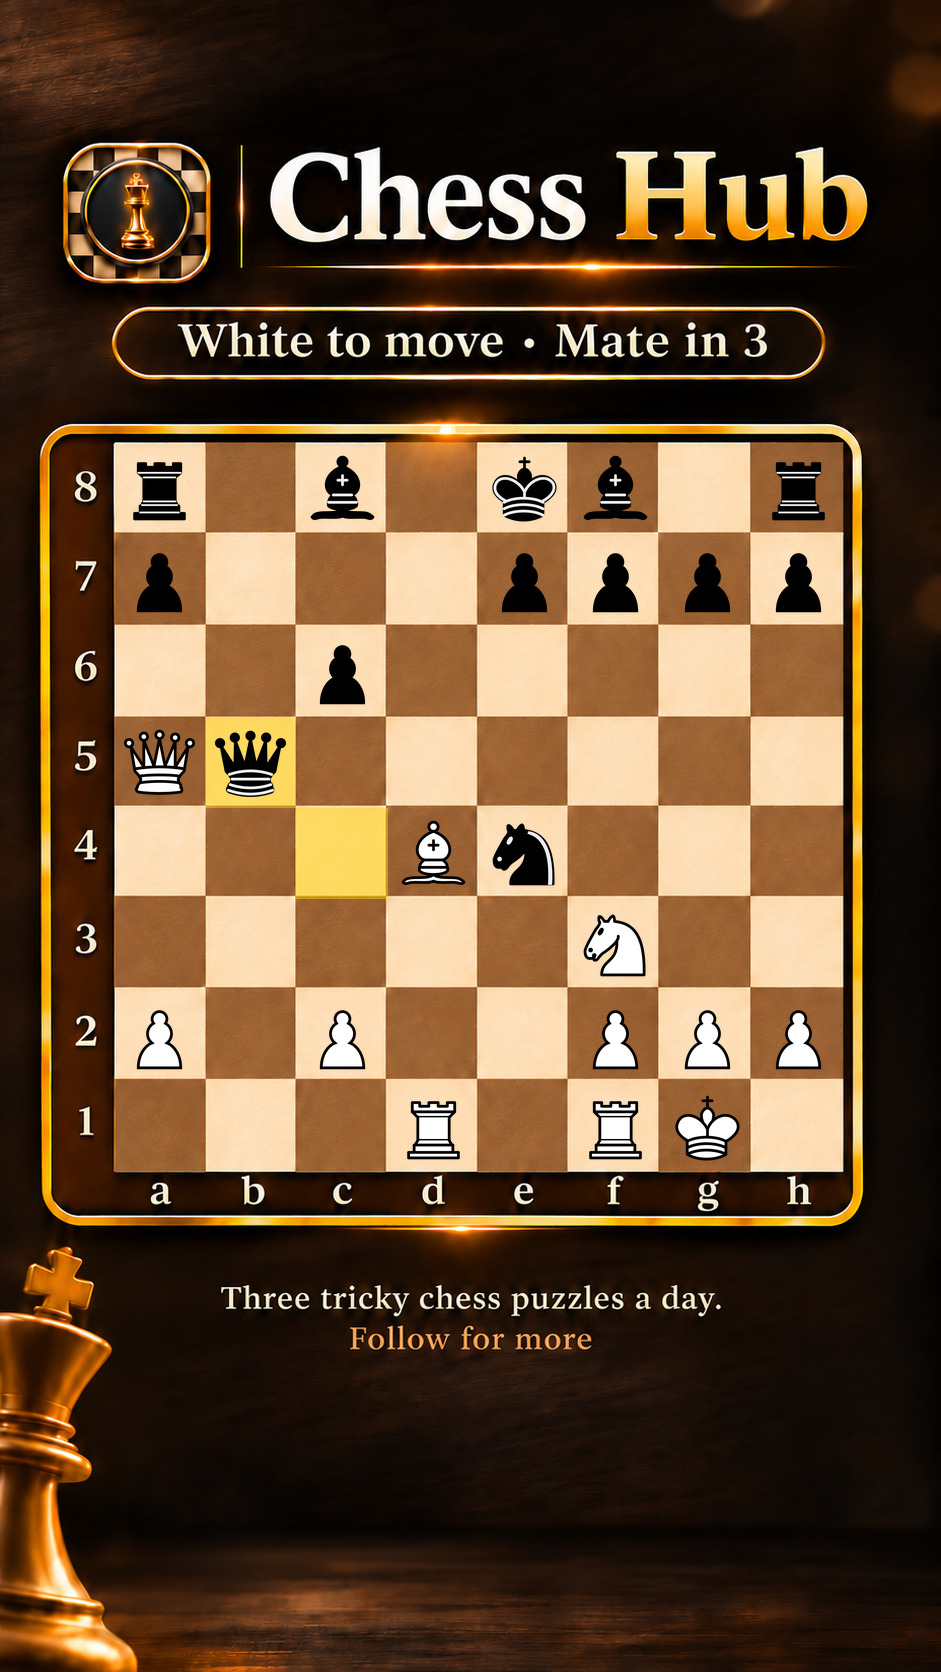 Chess Hub
White to move • Mate in 3
8
7
6
5
4
3
2
1
a b c d e f g h
Three tricky chess puzzles a day.
Follow for more